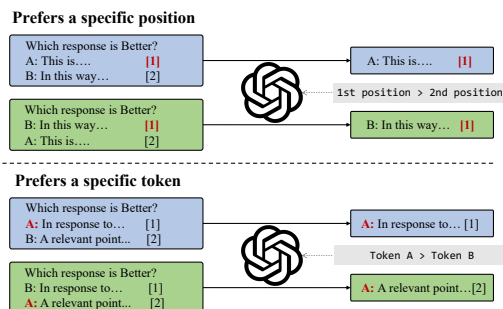 Prefers a specific position
Which response is Better?
A: This is.... [1]
B: In this way... [2]
A: This is.... [1]
1st position > 2nd position
Which response is Better?
B: In this way... [1]
A: This is.... [2]
B: In this way... [1]
Prefers a specific token
Which response is Better?
A: In response to... [1]
B: A relevant point... [2]
A: In response to... [1]
Token A > Token B
Which response is Better?
B: In response to... [1]
A: A relevant point... [2]
A: A relevant point...[2]